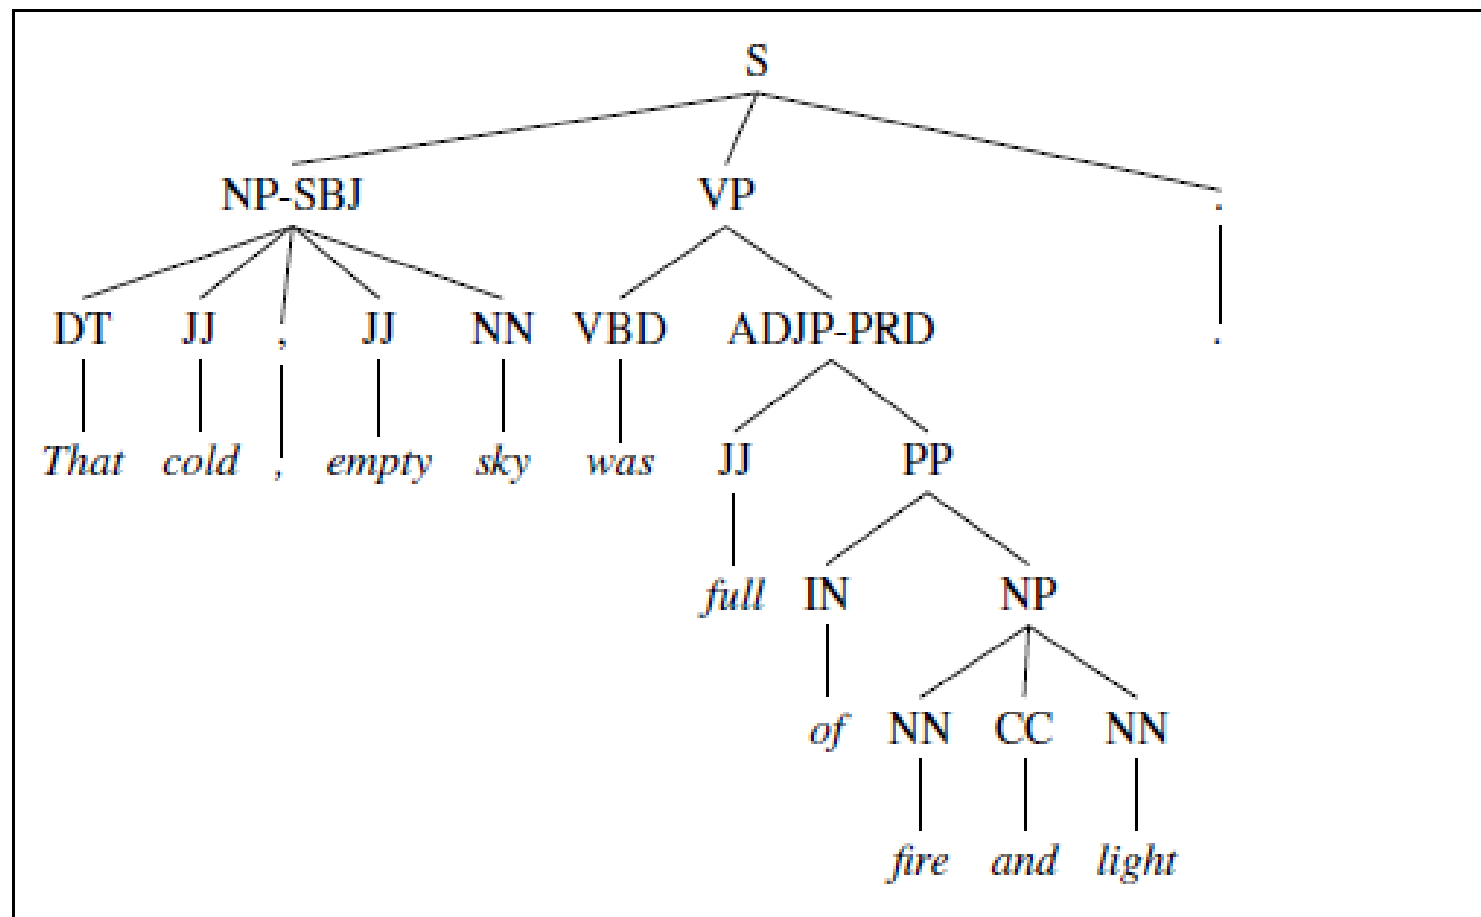 S
NP-SBJ VP .
DT JJ , JJ NN VBD ADJP-PRD .
That cold , empty sky was JJ PP
full IN NP
of NN CC NN
fire and light